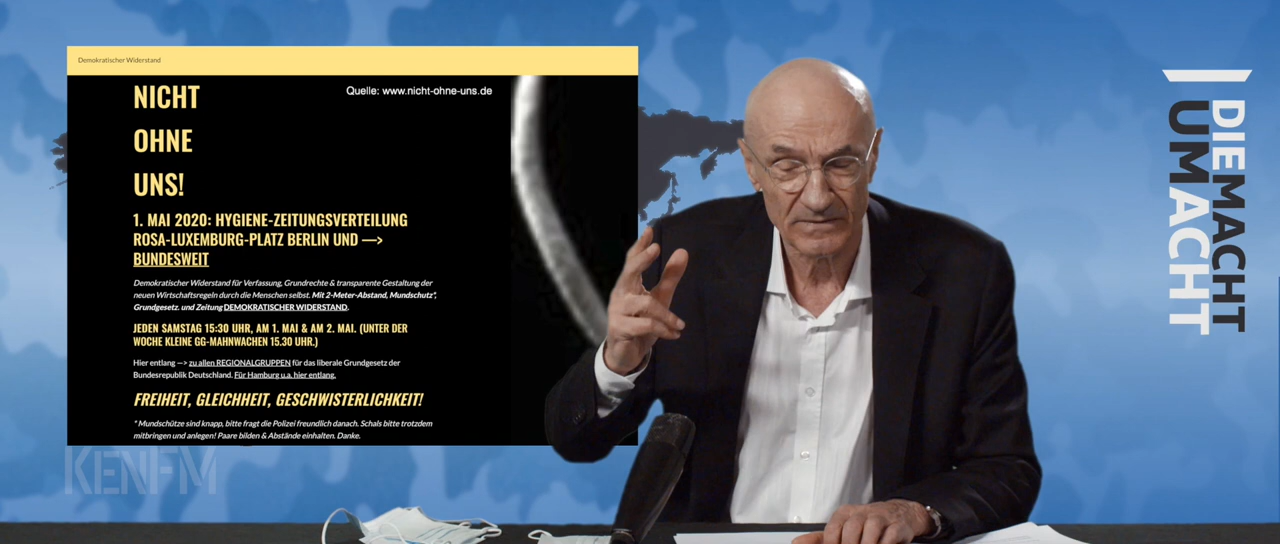 Demokratischer Widerstand
NICHT
OHNE
UNS!
Quelle: www.nicht-ohne-uns.de
1. MAI 2020: HYGIENE-ZEITUNGSVERTEILUNG
ROSA-LUXEMBURG-PLATZ BERLIN UND —>
BUNDESWEIT
Demokratischer Widerstand für Verfassung, Grundrechte & transparente Gestaltung der
neuen Wirtschaftsregeln durch die Menschen selbst. Mit 2-Meter-Abstand, Mundschutz*,
Grundgesetz. und Zeitung DEMOKRATISCHER WIDERSTAND.
JEDEN SAMSTAG 15:30 UHR, AM 1. MAI & AM 2. MAI. (UNTER DER
WOCHE KLEINE GG-MAHNWACHEN 15.30 UHR.)
Hier entlang —> zu allen REGIONALGRUPPEN für das liberale Grundgesetz der
Bundesrepublik Deutschland. Für Hamburg u.a. hier entlang.
FREIHEIT, GLEICHHEIT, GESCHWISTERLICHKEIT!
* Mundschütze sind knapp, bitte fragt die Polizei freundlich danach. Schals bitte trotzdem
mitbringen und anlegen! Paare bilden & Abstände einhalten. Danke.
KENFM
DIEMACHT
UMACHT